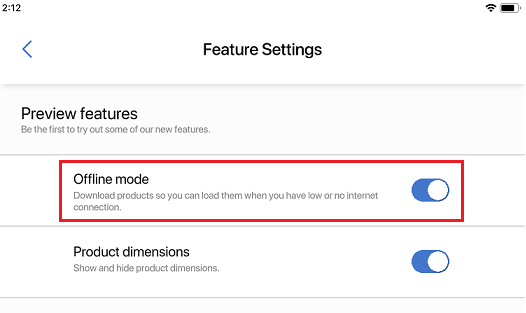 2:12
Feature Settings
Preview features
Be the first to try out some of our new features.
Offline mode
Download products so you can load them when you have low or no internet
connection.
Product dimensions
Show and hide product dimensions.